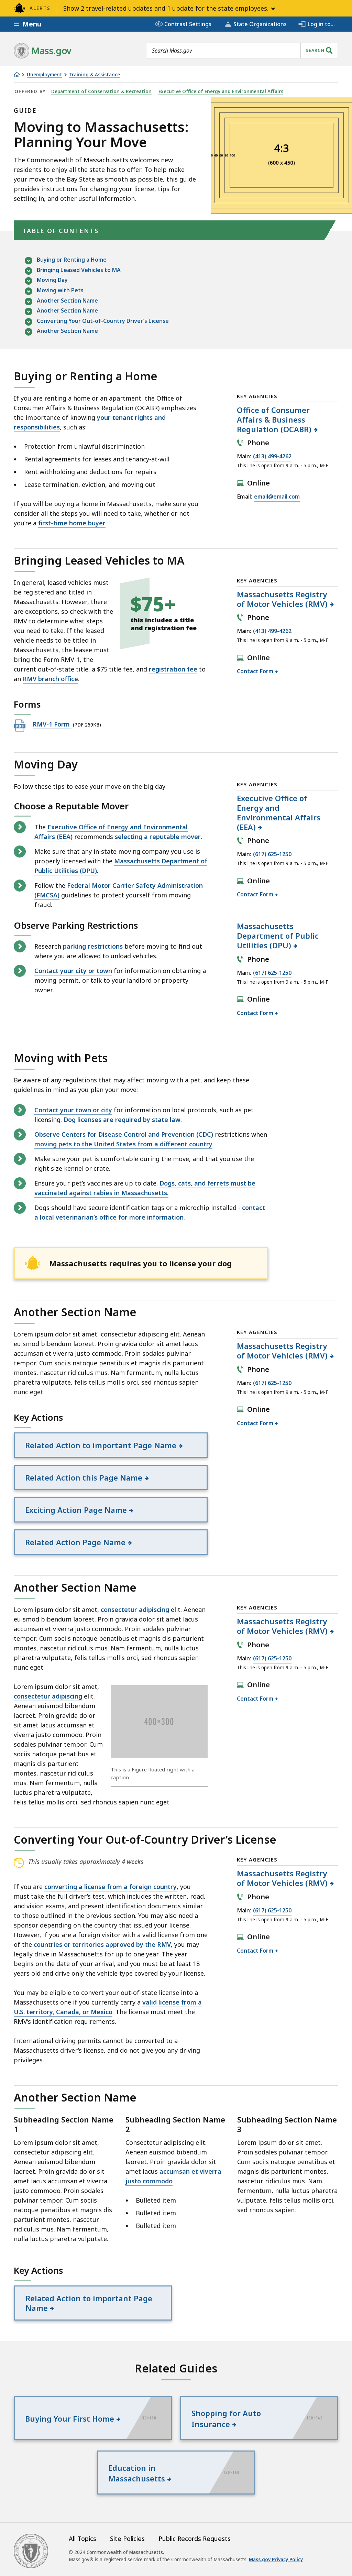 ALERTS Show 2 travel-related updates and 1 update for the state employees.
Menu Contrast Settings State Organizations Log in to...
Mass.gov Search Mass.gov SEARCH
Unemployment Training & Assistance
OFFERED BY Department of Conservation & Recreation Executive Office of Energy and Environmental Affairs
GUIDE
Moving to Massachusetts:
Planning Your Move
The Commonwealth of Massachusetts welcomes
new residents of all ages and abilities. To help make
your move to the Bay State as smooth as possible, this guide
provides instructions for changing your license, tips for
settling in, and other useful information.
4:3
(600 x 450)
TABLE OF CONTENTS
Buying or Renting a Home
Bringing Leased Vehicles to MA
Moving Day
Moving with Pets
Another Section Name
Another Section Name
Converting Your Out-of-Country Driver's License
Another Section Name
Buying or Renting a Home
If you are renting a home or an apartment, the Office of
Consumer Affairs & Business Regulation (OCABR) emphasizes
the importance of knowing your tenant rights and
responsibilities, such as:
• Protection from unlawful discrimination
• Rental agreements for leases and tenancy-at-will
• Rent withholding and deductions for repairs
• Lease termination, eviction, and moving out
If you will be buying a home in Massachusetts, make sure you
consider all the steps you will need to take, whether or not
you're a first-time home buyer.
KEY AGENCIES
Office of Consumer
Affairs & Business
Regulation (OCABR)
Phone
Main: (413) 499-4262
This line is open from 9 a.m. - 5 p.m., M-F
Online
Email: email@email.com
Bringing Leased Vehicles to MA
In general, leased vehicles must
be registered and titled in
Massachusetts. However, there
are exemptions, so check with the
RMV to determine what you
need. If your leased vehicle must
be registered and titled in
Massachusetts, the lessee, or
leasing company, must bring the
lessee Form RMV-1, the
current out-of-state title, a $75 title fee, and registration fee to
an RMV branch office.
$75+
this includes a title
and registration fee
Forms
RMV-1 Form (PDF 259KB)
KEY AGENCIES
Massachusetts Registry
of Motor Vehicles (RMV)
Phone
Main: (413) 499-4262
This line is open from 9 a.m. - 5 p.m., M-F
Online
Contact Form
Moving Day
Follow these tips to ease your move on the big day:
Choose a Reputable Mover
The Executive Office of Energy and Environmental
Affairs (EEA) recommends selecting a reputable mover.
Make sure that any in-state moving company you use is
properly licensed with the Massachusetts Department of
Public Utilities (DPU).
Follow the Federal Motor Carrier Safety Administration
(FMCSA) guidelines to protect yourself from moving
fraud.
Observe Parking Restrictions
Research parking restrictions before moving to find out
where you are allowed to unload vehicles.
Contact your city or town for information on obtaining a
moving permit, or talk to your landlord or property
owner.
KEY AGENCIES
Executive Office of
Energy and
Environmental Affairs
(EEA)
Phone
Main: (617) 625-1250
This line is open from 9 a.m. - 5 p.m., M-F
Online
Contact Form
Massachusetts
Department of Public
Utilities (DPU)
Phone
Main: (617) 625-1250
This line is open from 9 a.m. - 5 p.m., M-F
Online
Contact Form
Moving with Pets
Be aware of any regulations that may affect moving with a pet, and keep these
guidelines in mind as you plan your move:
Contact your town or city for information on local protocols, such as pet
licensing. Dog licenses are required by state law.
Observe Centers for Disease Control and Prevention (CDC) restrictions when
moving pets to the United States from a different country.
Make sure your pet is comfortable during the move, and that you use the
right size kennel or crate.
Ensure your pet's vaccines are up to date. Dogs, cats, and ferrets must be
vaccinated against rabies in Massachusetts.
Dogs should have secure identification tags or a microchip installed - contact
a local veterinarian's office for more information.
Massachusetts requires you to license your dog
Another Section Name
Lorem ipsum dolor sit amet, consectetur adipiscing elit. Aenean
euismod bibendum laoreet. Proin gravida dolor sit amet lacus
accumsan et viverra justo commodo. Proin sodales pulvinar
tempor. Cum sociis natoque penatibus et magnis dis parturient
montes, nascetur ridiculus mus. Nam fermentum, nulla luctus
pharetra vulputate, felis tellus mollis orci, sed rhoncus sapien
nunc eget.
Key Actions
Related Action to important Page Name
Related Action this Page Name
Exciting Action Page Name
Related Action Page Name
KEY AGENCIES
Massachusetts Registry
of Motor Vehicles (RMV)
Phone
Main: (617) 625-1250
This line is open from 9 a.m. - 5 p.m., M-F
Online
Contact Form
Another Section Name
Lorem ipsum dolor sit amet, consectetur adipiscing elit. Aenean
euismod bibendum laoreet. Proin gravida dolor sit amet lacus
accumsan et viverra justo commodo. Proin sodales pulvinar
tempor. Cum sociis natoque penatibus et magnis dis parturient
montes, nascetur ridiculus mus. Nam fermentum, nulla luctus
pharetra vulputate, felis tellus mollis orci, sed rhoncus sapien
nunc eget.
Lorem ipsum dolor sit amet,
consectetur adipiscing elit.
Aenean euismod bibendum
laoreet. Proin gravida dolor
sit amet lacus accumsan et
viverra justo commodo. Proin
sodales pulvinar tempor. Cum
sociis natoque penatibus et
magnis dis parturient
montes, nascetur ridiculus
mus. Nam fermentum, nulla
luctus pharetra vulputate,
felis tellus mollis orci, sed rhoncus sapien nunc eget.
400×300
This is a Figure floated right with a
caption
KEY AGENCIES
Massachusetts Registry
of Motor Vehicles (RMV)
Phone
Main: (617) 625-1250
This line is open from 9 a.m. - 5 p.m., M-F
Online
Contact Form
Converting Your Out-of-Country Driver's License
This usually takes approximately 4 weeks
If you are converting a license from a foreign country, you
must take the full driver's test, which includes written, road
and vision exams, and present identification documents similar
to those outlined in the previous section. You may also be
asked to provide additional documentation or a sponsor,
depending on the country that issued your license.
However, if you are a foreign visitor with a valid license from one
of the countries or territories approved by the RMV, you may
legally drive in Massachusetts for up to one year. The year
begins on the date of your arrival, and you must be at least 18
years old and drive only the vehicle type covered by your license.
You may be eligible to convert your out-of-state license into a
Massachusetts one if you currently carry a valid license from a
U.S. territory, Canada, or Mexico. The license must meet the
RMV's identification requirements.
International driving permits cannot be converted to a
Massachusetts driver's license, and do not give you any driving
privileges.
KEY AGENCIES
Massachusetts Registry
of Motor Vehicles (RMV)
Phone
Main: (617) 625-1250
This line is open from 9 a.m. - 5 p.m., M-F
Online
Contact Form
Another Section Name
Subheading Section Name
1
Lorem ipsum dolor sit amet,
consectetur adipiscing elit.
Aenean euismod bibendum
laoreet. Proin gravida dolor sit
amet lacus accumsan et viverra
justo commodo. Proin sodales
pulvinar tempor. Cum sociis
natoque penatibus et mgis dis
parturient montes, nascetur
ridiculus mus. Nam fermentum,
nulla pharetra vulputate.
Subheading Section Name
2
Consectetur adipiscing elit.
Aenean euismod bibendum
laoreet. Proin gravida dolor sit
amet lacus accumsan et viverra
justo commodo.
• Bulleted item
• Bulleted item
• Bulleted item
Subheading Section Name
3
Lorem ipsum dolor sit amet.
Proin sodales pulvinar tempor.
Cum sociis natoque penatibus
et magnis dis parturient
montes, nascetur ridiculus mus.
Nam fermentum, nulla luctus
pharetra vulputate, felis tellus
mollis orci, sed rhoncus
sapien.
Key Actions
Related Action to important Page
Name
Related Guides
Buying Your First Home
Shopping for Auto
Insurance
Education in
Massachusetts
All Topics Site Policies Public Records Requests
© 2024 Commonwealth of Massachusetts.
Mass.gov® is a registered service mark of the Commonwealth of Massachusetts. Mass.gov Privacy Policy